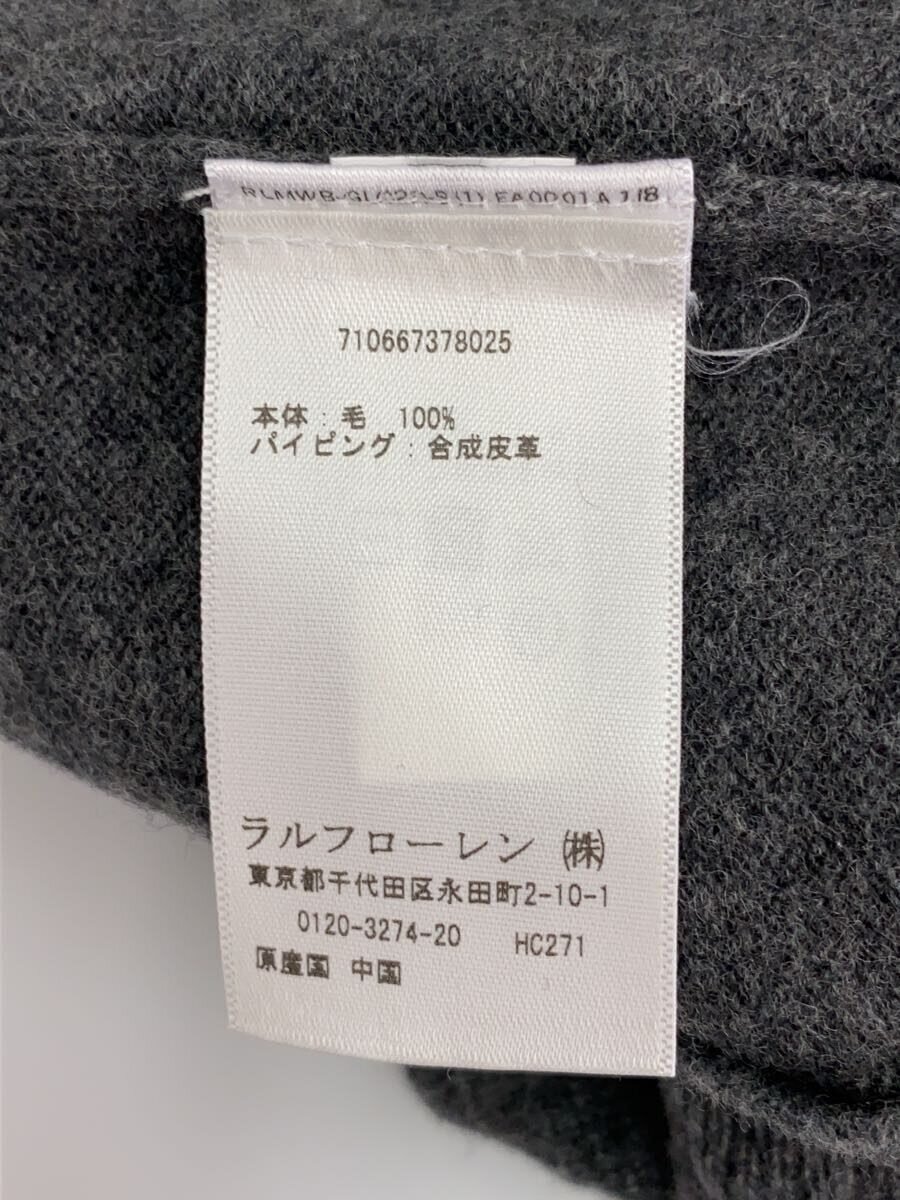 710667378025
本体:毛 100%
パイピング:合成皮革
ラルフローレン ㈱
東京都千代田区永田町2-10-1
0120-3274-20 HC271
原産国 中国